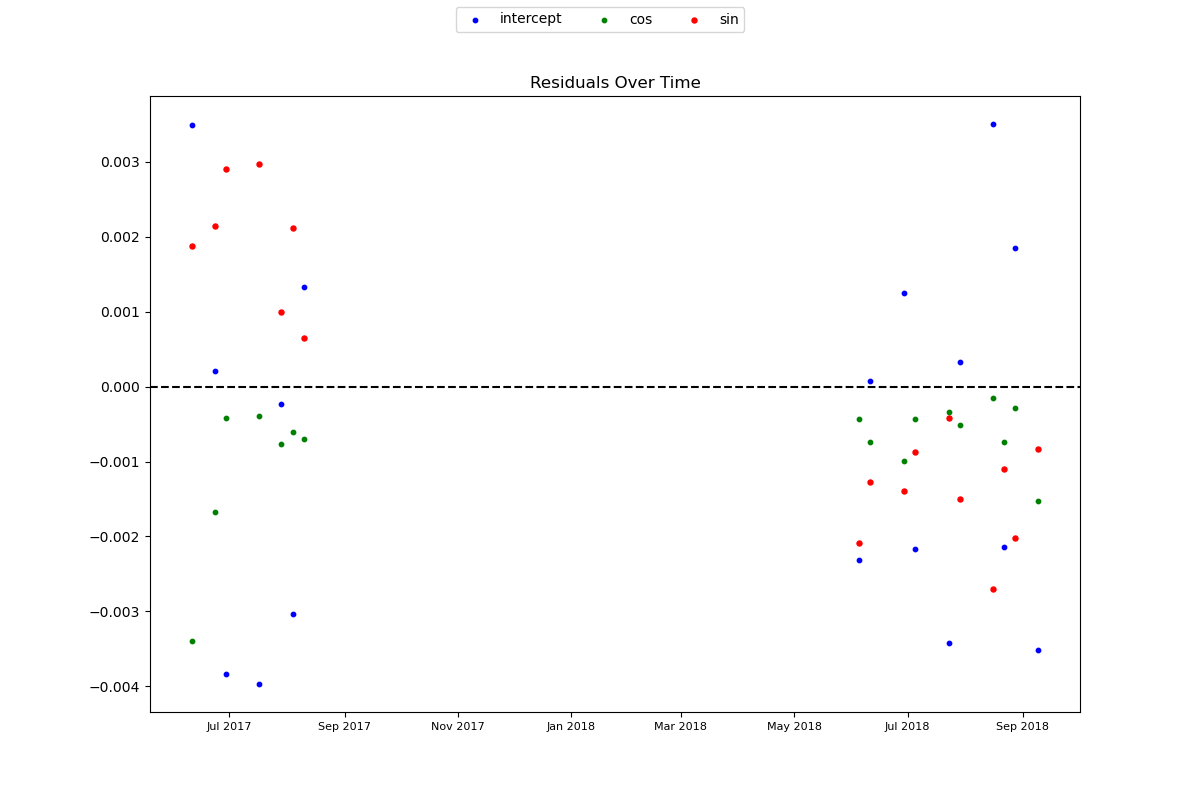 intercept cos sin
Residuals Over Time
0.003
0.002
0.001
0.000
−0.001
−0.002
−0.003
−0.004
Jul 2017 Sep 2017 Nov 2017 Jan 2018 Mar 2018 May 2018 Jul 2018 Sep 2018